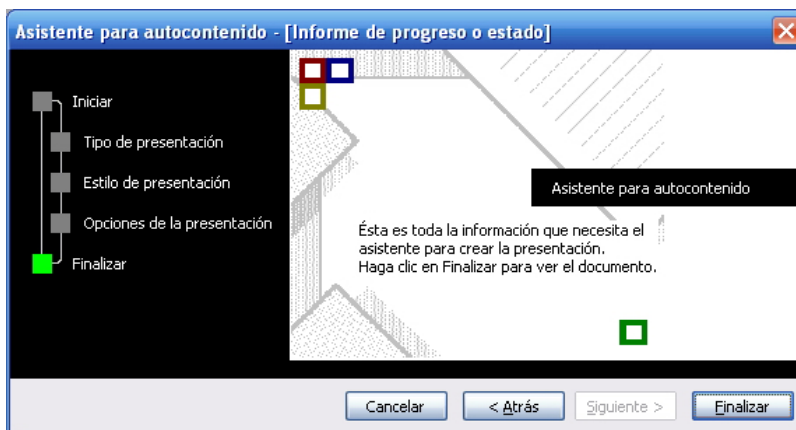 Asistente para autocontenido - [Informe de progreso o estado]
Iniciar
Tipo de presentación
Estilo de presentación
Opciones de la presentación
Finalizar
Asistente para autocontenido
Ésta es toda la información que necesita el
asistente para crear la presentación.
Haga clic en Finalizar para ver el documento.
Cancelar
< Atrás
Siguiente >
Finalizar